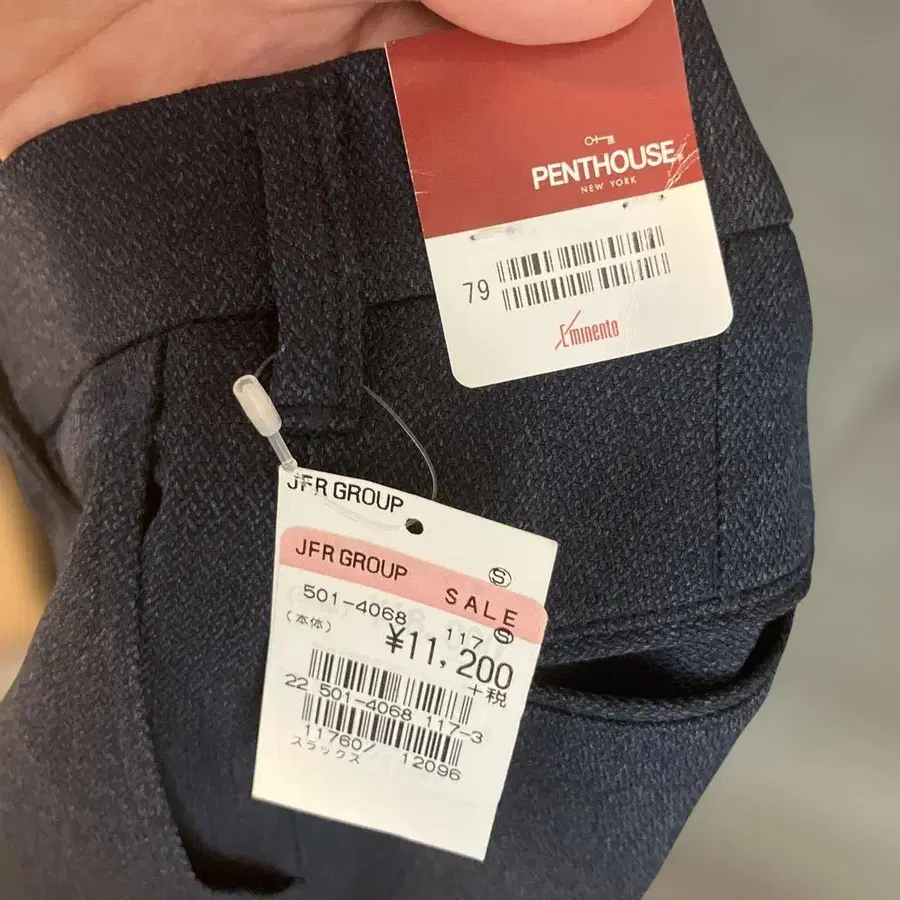 PENTHOUSE
NEW YORK
79
Eminento
JFR GROUP
JFR GROUP
Ⓢ
SALE
501-4068 117 Ⓢ
(本体) ¥11,200
+税
22 501-4068 117-3
11760/ 12096
スラックス